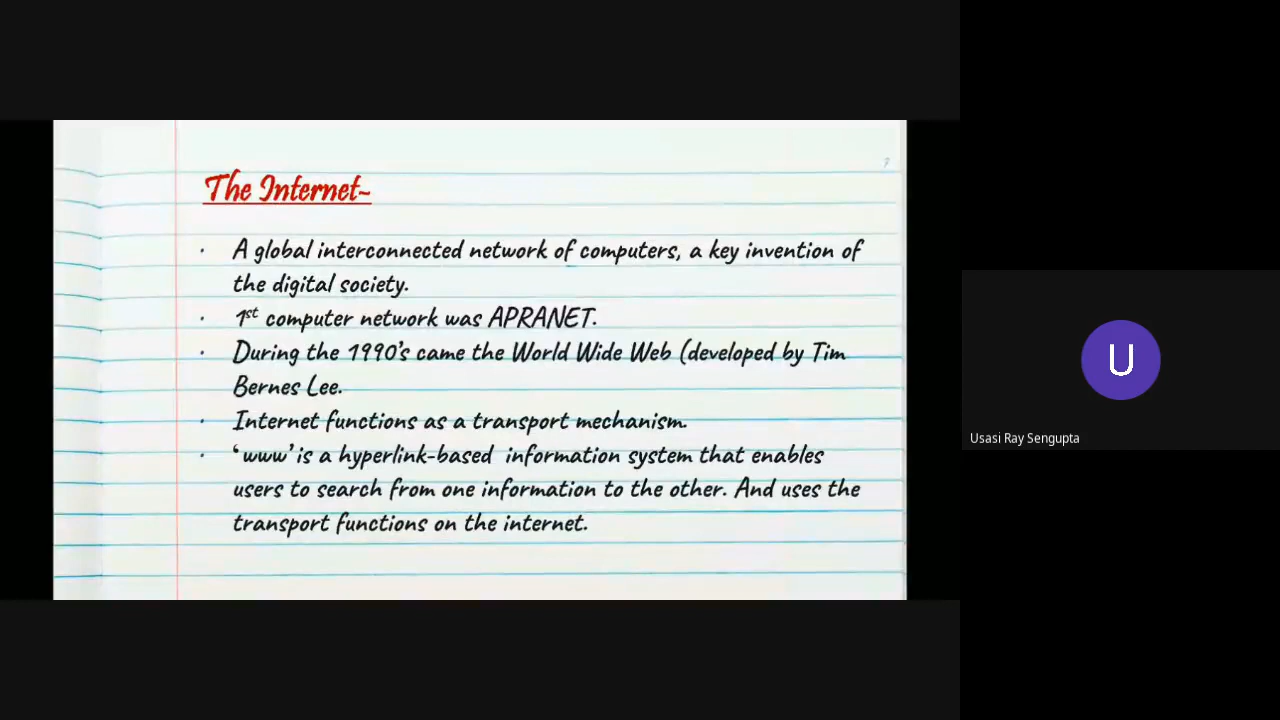 7
The Internet~
· A global interconnected network of computers, a key invention of
the digital society.
· 1st computer network was APRANET.
· During the 1990's came the World Wide Web (developed by Tim
Bernes Lee.
· Internet functions as a transport mechanism.
· 'www' is a hyperlink-based information system that enables
users to search from one information to the other. And uses the
transport functions on the internet.
U
Usasi Ray Sengupta